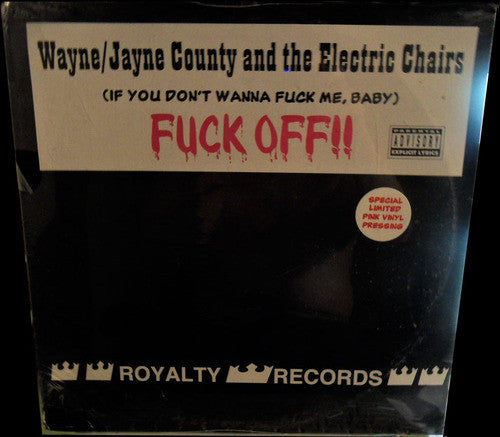 Wayne/Jayne County and the Electric Chairs
(IF YOU DON'T WANNA FUCK ME, BABY)
FUCK OFF!!
PARENTAL
ADVISORY
EXPLICIT LYRICS
SPECIAL
LIMITED
PINK VINYL
PRESSING
ROYALTY RECORDS